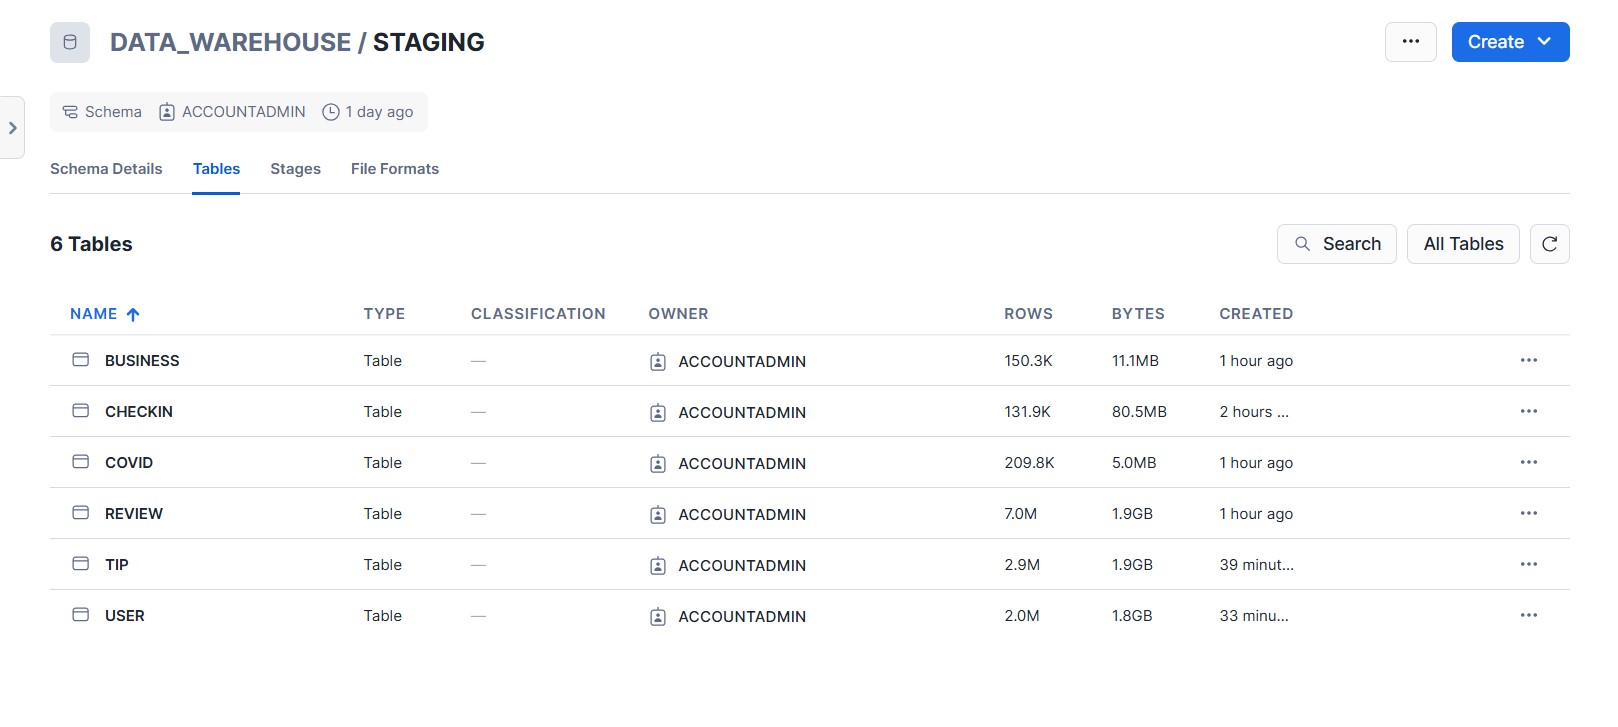 DATA_WAREHOUSE / STAGING
... Create
Schema ACCOUNTADMIN 1 day ago
Schema Details Tables Stages File Formats
6 Tables
Search All Tables
NAME TYPE CLASSIFICATION OWNER ROWS BYTES CREATED
BUSINESS Table — ACCOUNTADMIN 150.3K 11.1MB 1 hour ago ...
CHECKIN Table — ACCOUNTADMIN 131.9K 80.5MB 2 hours ... ...
COVID Table — ACCOUNTADMIN 209.8K 5.0MB 1 hour ago ...
REVIEW Table — ACCOUNTADMIN 7.0M 1.9GB 1 hour ago ...
TIP Table — ACCOUNTADMIN 2.9M 1.9GB 39 minut... ...
USER Table — ACCOUNTADMIN 2.0M 1.8GB 33 minu... ...